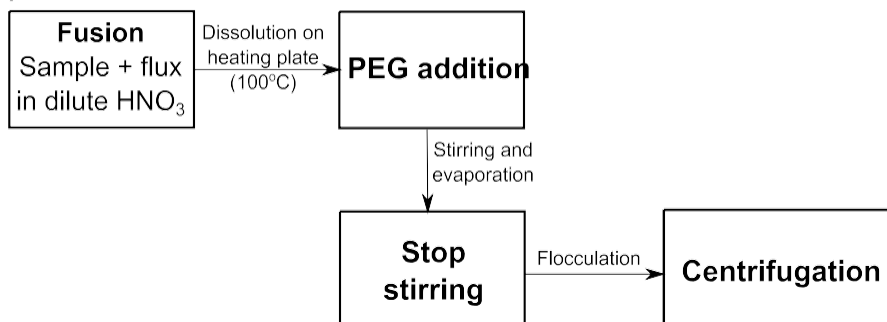 Fusion
Sample + flux
in dilute HNO₃
Dissolution on
heating plate
(100°C)
PEG addition
Stirring and
evaporation
Stop
stirring
Flocculation
Centrifugation